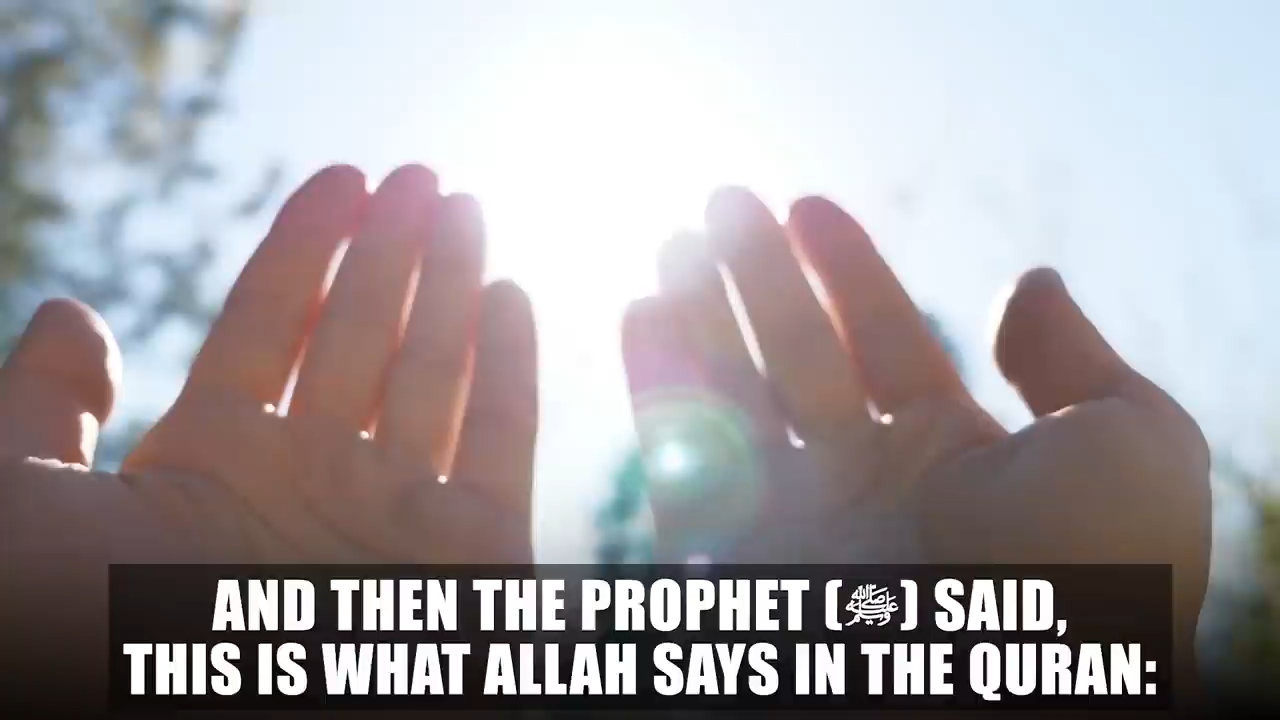 AND THEN THE PROPHET (ﷺ) SAID,
THIS IS WHAT ALLAH SAYS IN THE QURAN: